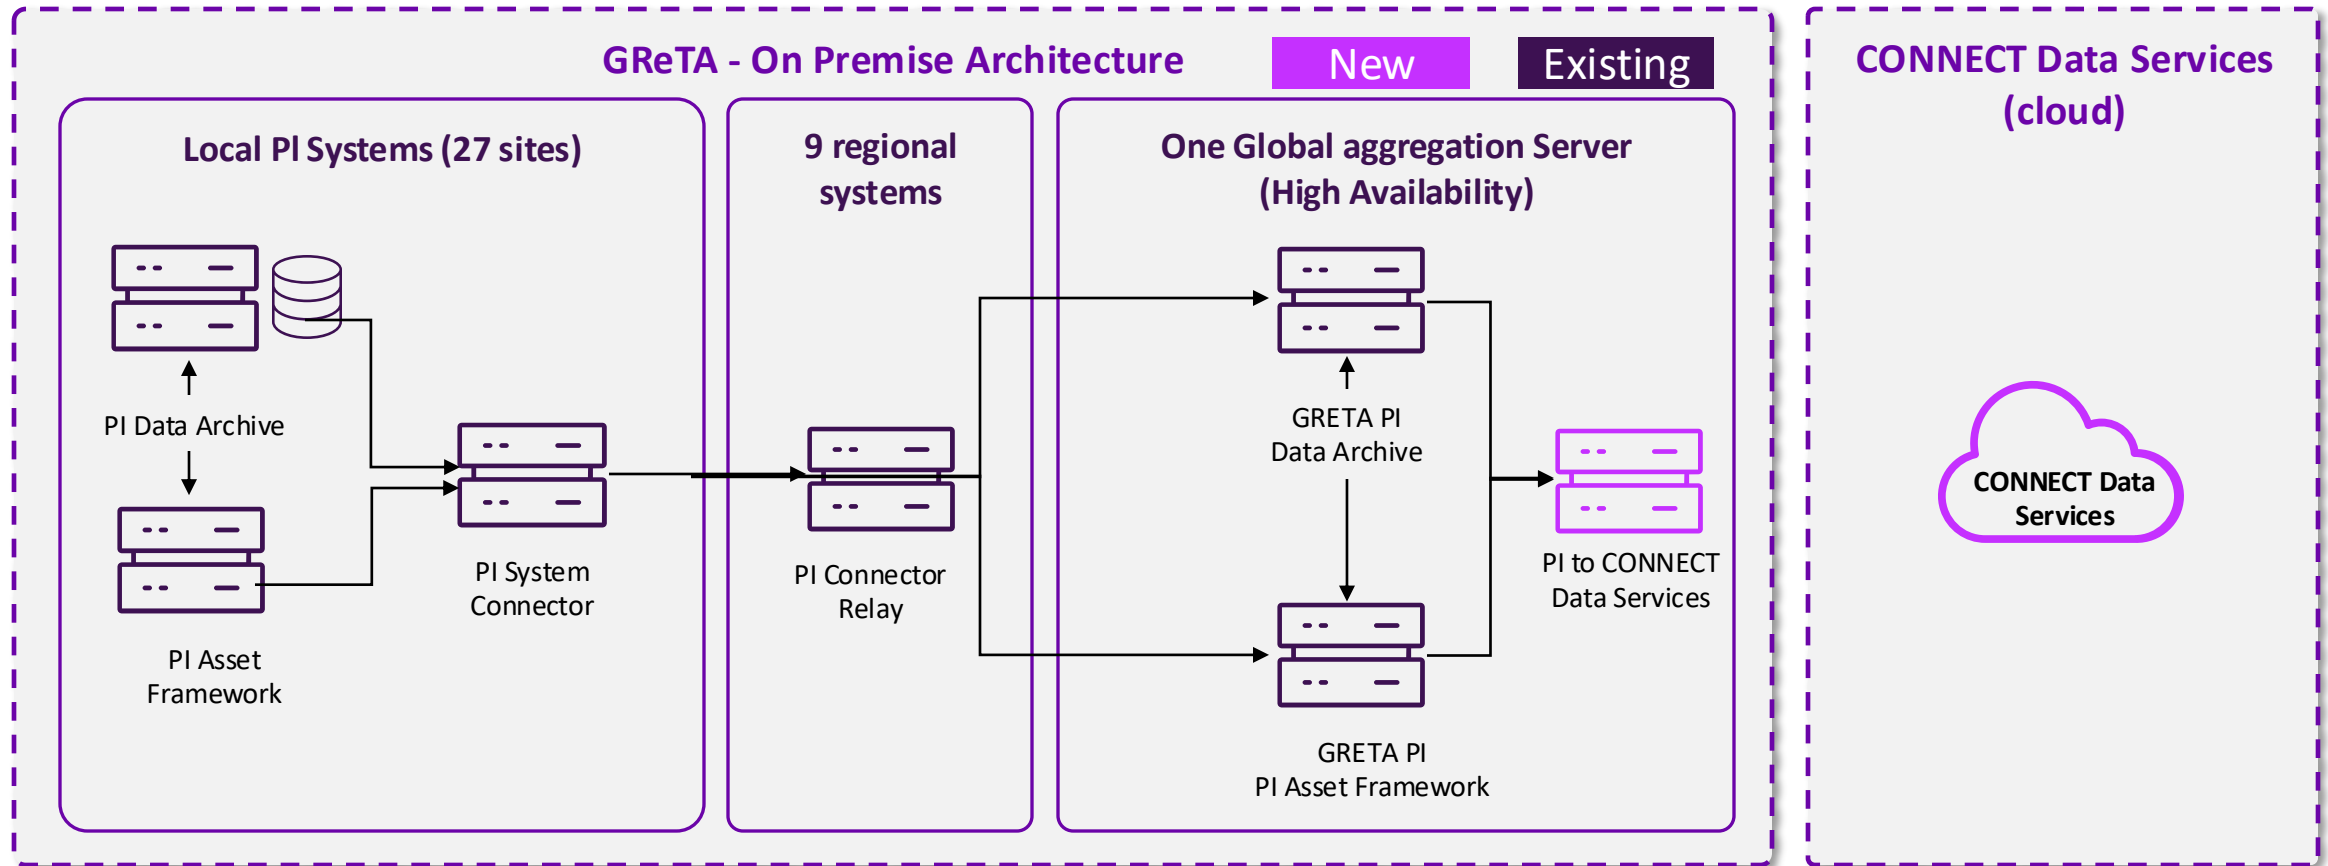 GReTA - On Premise Architecture
New
Existing
CONNECT Data Services
(cloud)
Local PI Systems (27 sites)
9 regional
systems
One Global aggregation Server
(High Availability)
PI Data Archive
PI Asset
Framework
PI System
Connector
PI Connector
Relay
GRETA PI
Data Archive
GRETA PI
PI Asset Framework
PI to CONNECT
Data Services
CONNECT Data
Services